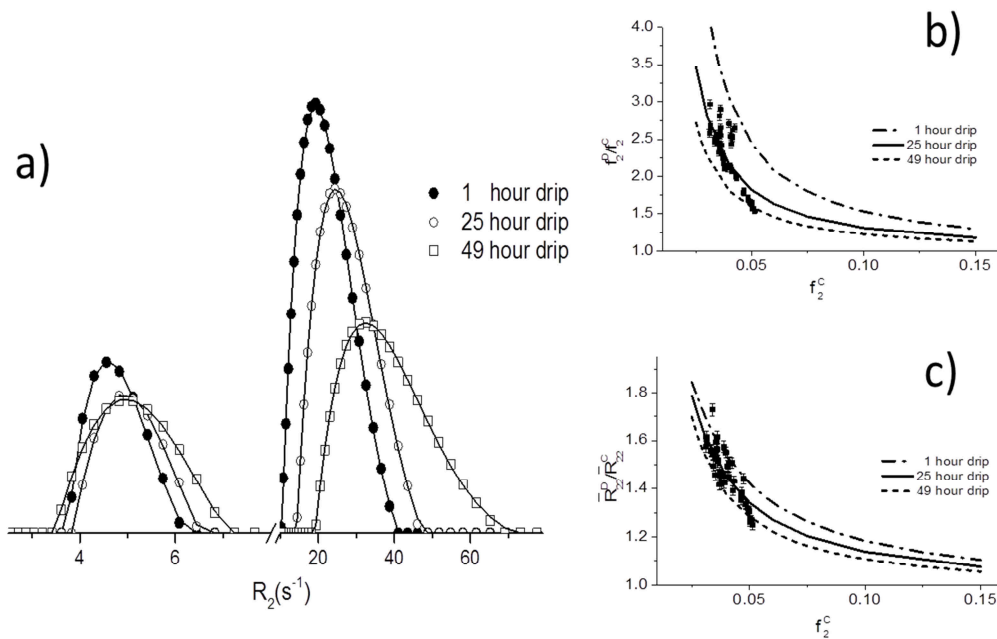 a)
1 hour drip
25 hour drip
49 hour drip
4 6 20 40 60
R₂(s⁻¹)
b)
4.0
3.5
3.0
2.5
2.0
1.5
1.0
f₂ᴰ/f₂ᶜ
1 hour drip
25 hour drip
49 hour drip
0.05 0.10 0.15
f₂ᶜ
c)
1.8
1.6
1.4
1.2
1.0
R̄₂₂ᴰ/R̄₂₂ᶜ
1 hour drip
25 hour drip
49 hour drip
0.05 0.10 0.15
f₂ᶜ